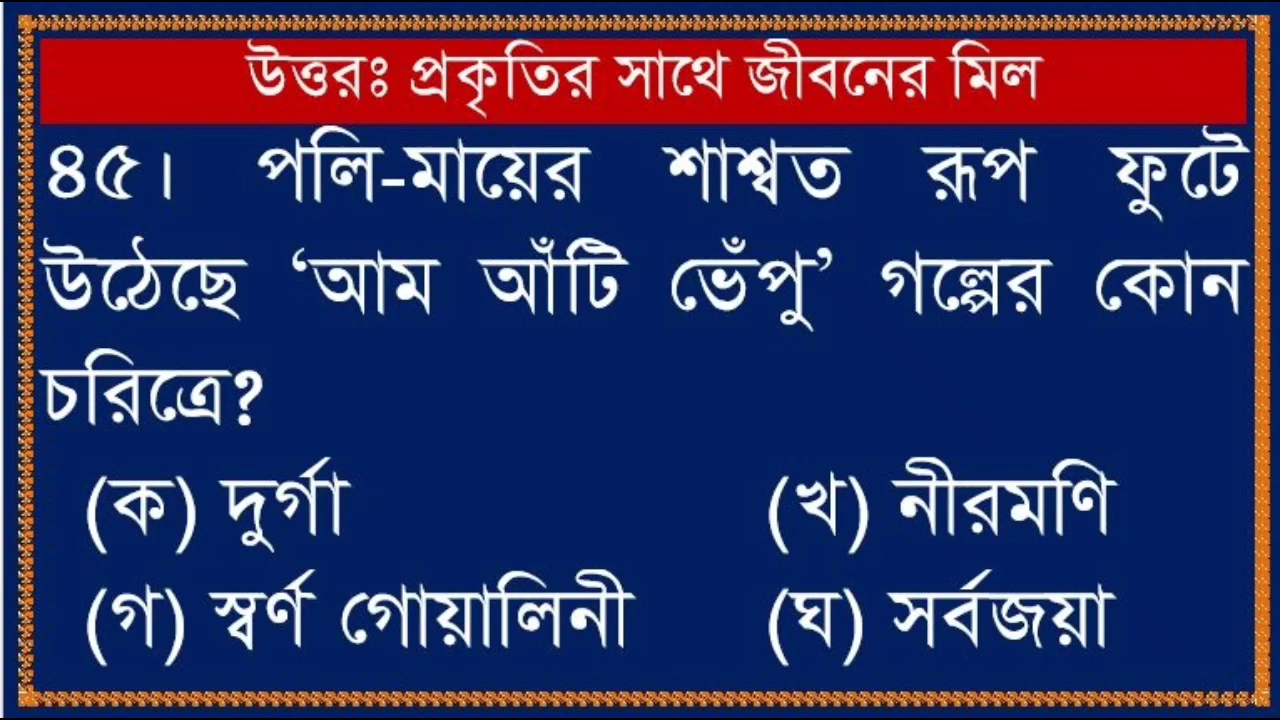 উত্তরঃ প্রকৃতির সাথে জীবনের মিল
৪৫। পলি-মায়ের শাশ্বত রূপ ফুটে
উঠেছে ‘আম আঁটি ভেঁপু’ গল্পের কোন
চরিত্রে?
(ক) দুর্গা (খ) নীরমণি
(গ) স্বর্ণ গোয়ালিনী (ঘ) সর্বজয়া